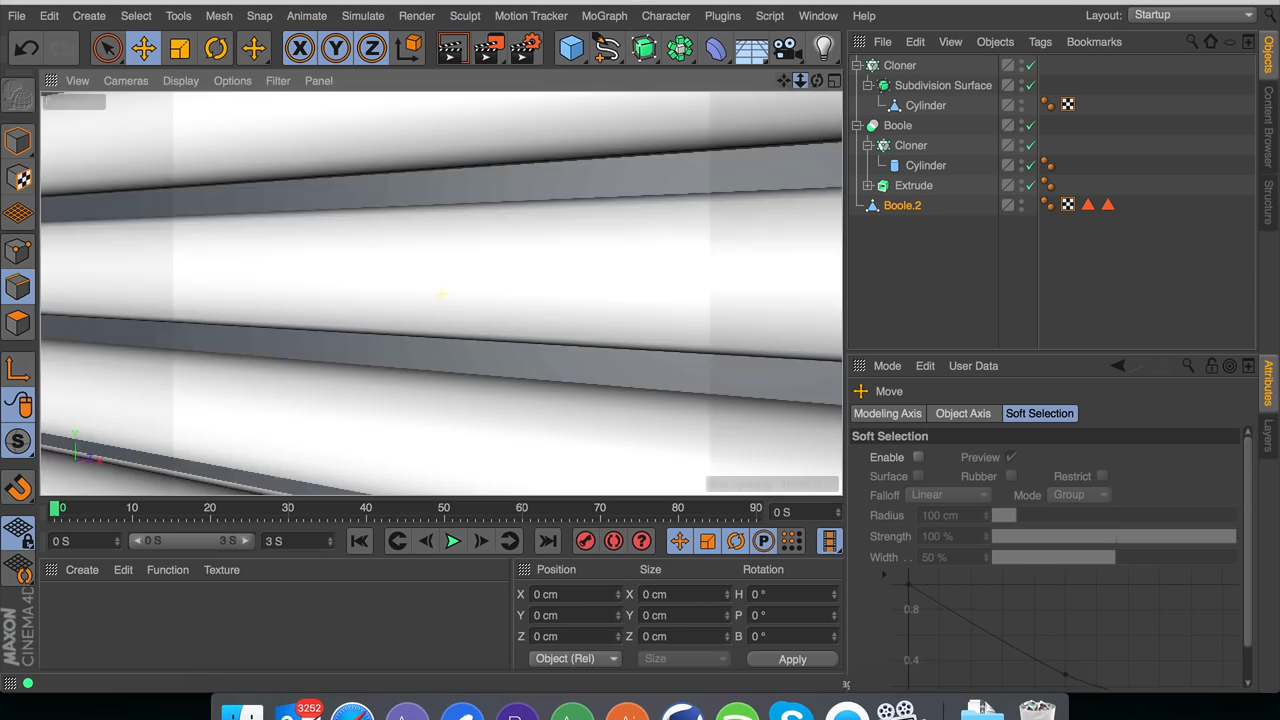 File Edit Create Select Tools Mesh Snap Animate Simulate Render Sculpt Motion Tracker MoGraph Character Plugins Script Window Help Layout: Startup
X Y Z
File Edit View Objects Tags Bookmarks
View Cameras Display Options Filter Panel
Cloner
Subdivision Surface
Cylinder
Boole
Cloner
Cylinder
Extrude
Boole.2
Objects
Content Browser
Structure
Mode Edit User Data
Move
Modeling Axis Object Axis Soft Selection
Soft Selection
Enable Preview
Surface Rubber Restrict
Falloff Linear Mode Group
Radius 100 cm
Strength 100 %
Width . . 50 %
0.8
0.4
Attributes
Layers
S
0 10 20 30 40 50 60 70 80 90 0 S
0 S 0 S 3 S 3 S
P
Create Edit Function Texture
Position Size Rotation
X 0 cm X 0 cm H 0 °
Y 0 cm Y 0 cm P 0 °
Z 0 cm Z 0 cm B 0 °
Object (Rel) Size Apply
MAXON
CINEMA 4D
3252